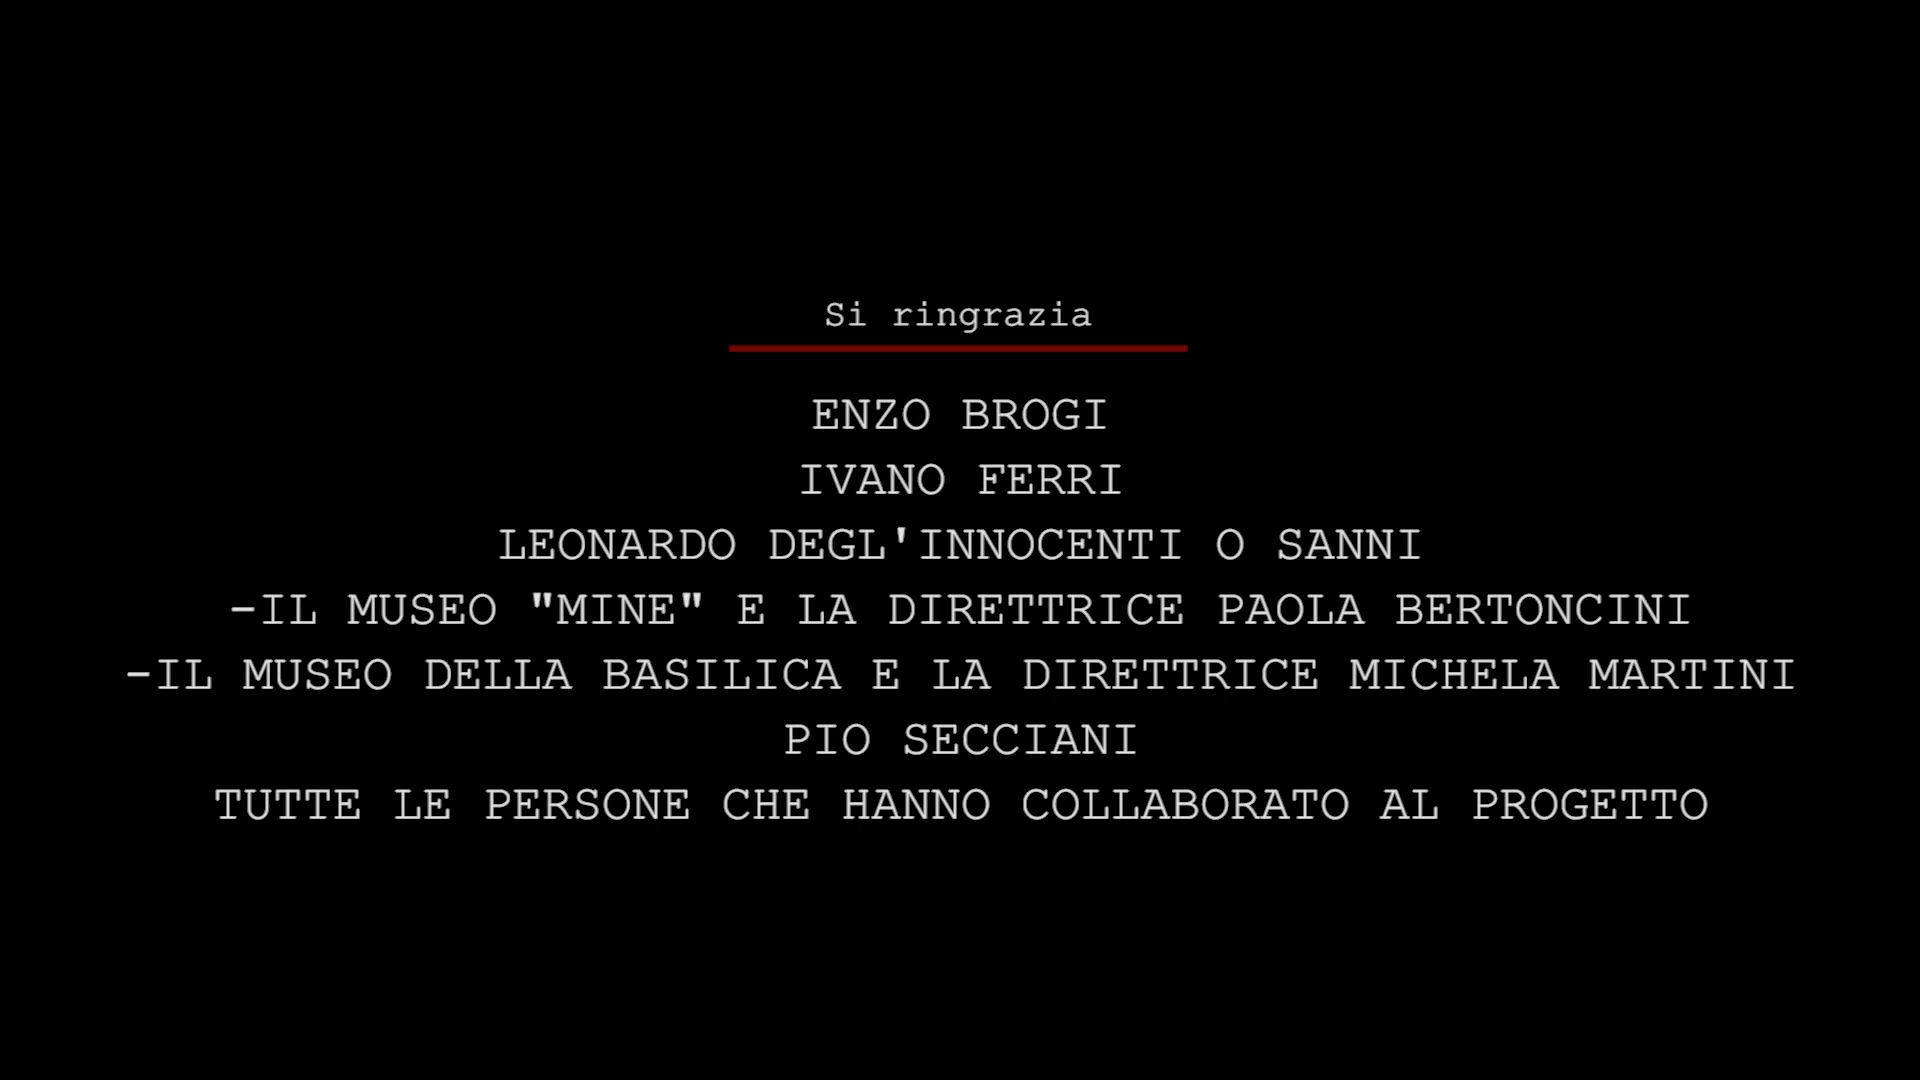 Si ringrazia
ENZO BROGI
IVANO FERRI
LEONARDO DEGL'INNOCENTI O SANNI
-IL MUSEO "MINE" E LA DIRETTRICE PAOLA BERTONCINI
-IL MUSEO DELLA BASILICA E LA DIRETTRICE MICHELA MARTINI
PIO SECCIANI
TUTTE LE PERSONE CHE HANNO COLLABORATO AL PROGETTO